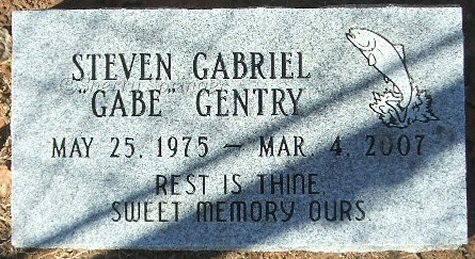 STEVEN GABRIEL
"GABE" GENTRY
MAY 25, 1975 – MAR. 4, 2007
REST IS THINE,
SWEET MEMORY OURS